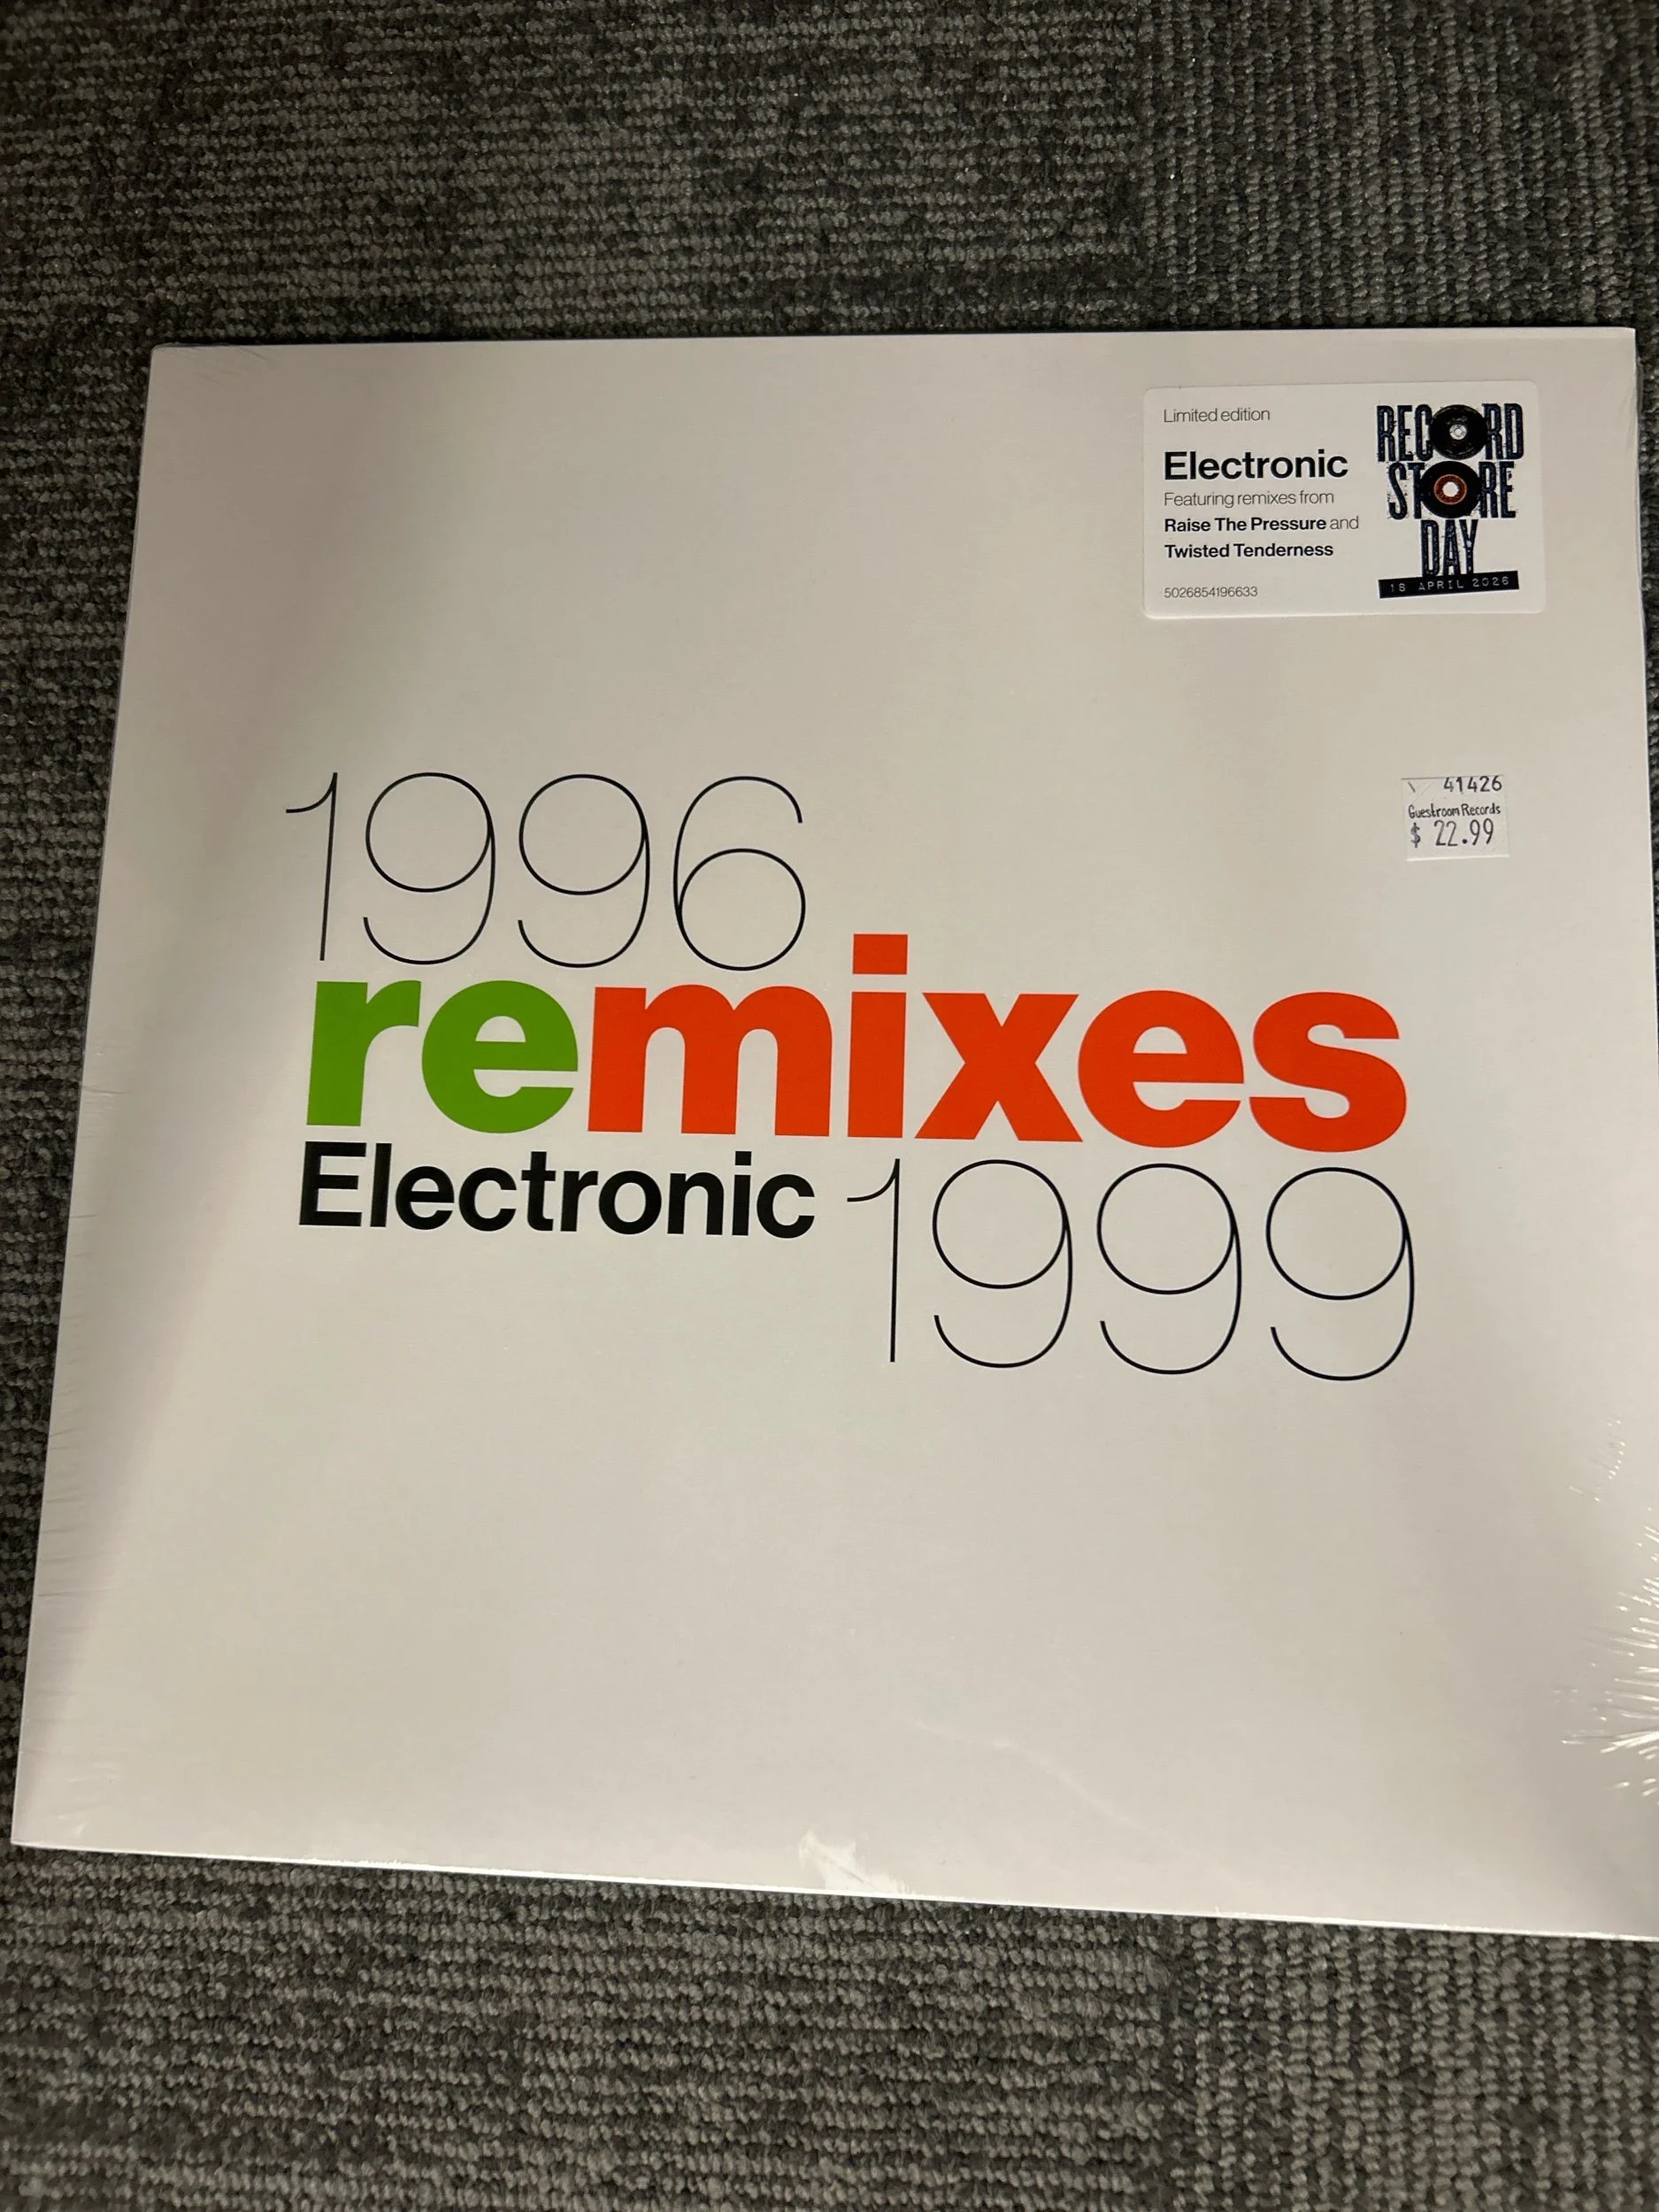 Limited edition
Electronic
Featuring remixes from
Raise The Pressure and
Twisted Tenderness
5026854196633
RECORD
STORE
DAY
18 APRIL 2026
41426
Guestroom Records
$ 22.99
1996
remixes
Electronic 1999